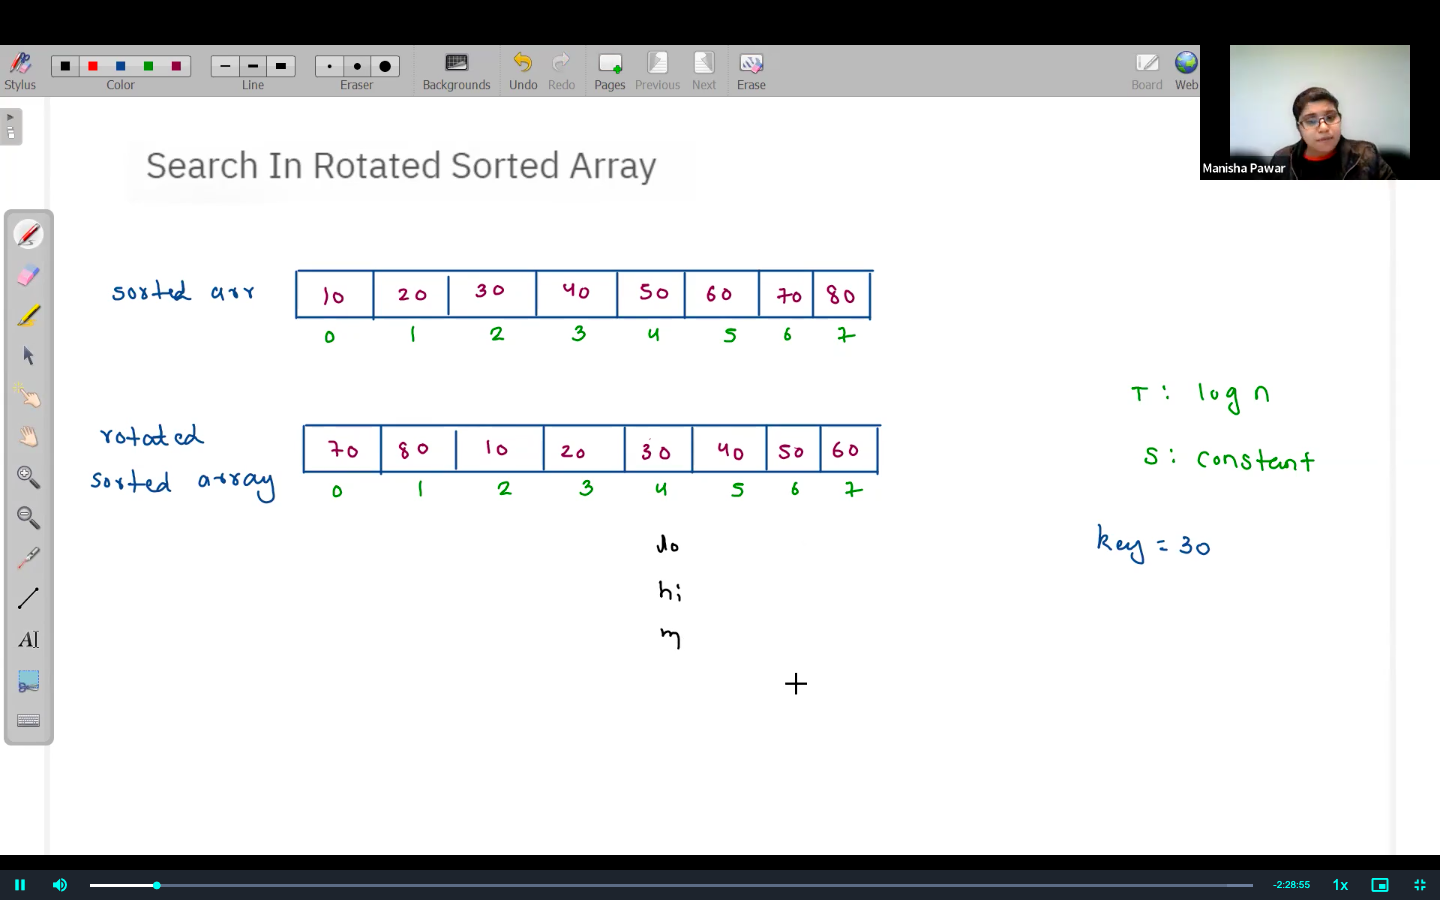 Stylus
Color
Line
Eraser
Backgrounds
Undo
Redo
Pages
Previous
Next
Erase
Board
Web
Manisha Pawar
Search In Rotated Sorted Array
sorted arr
10 20 30 40 50 60 70 80
0 1 2 3 4 5 6 7
T: log n
rotated
sorted array
70 80 10 20 30 40 50 60
0 1 2 3 4 5 6 7
S: constant
key = 30
lo
hi
m
AI
-2:28:55
1x